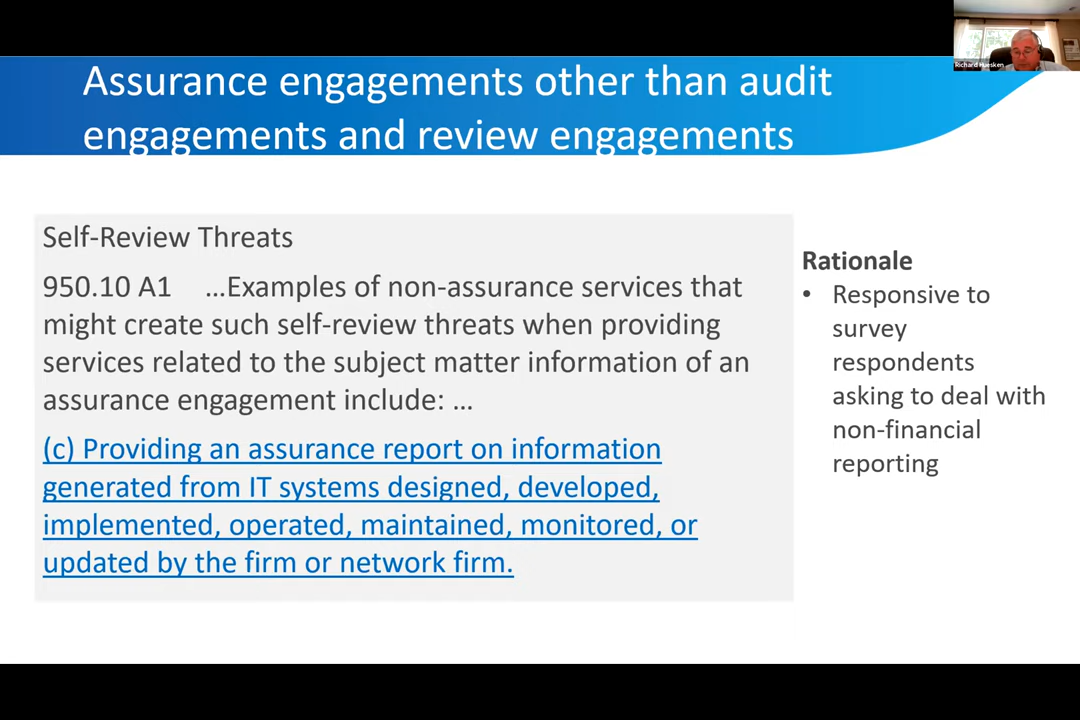 Richard Huesken
Assurance engagements other than audit
engagements and review engagements
Self-Review Threats
950.10 A1 …Examples of non-assurance services that
might create such self-review threats when providing
services related to the subject matter information of an
assurance engagement include: …
(c) Providing an assurance report on information
generated from IT systems designed, developed,
implemented, operated, maintained, monitored, or
updated by the firm or network firm.
Rationale
• Responsive to
survey
respondents
asking to deal with
non-financial
reporting